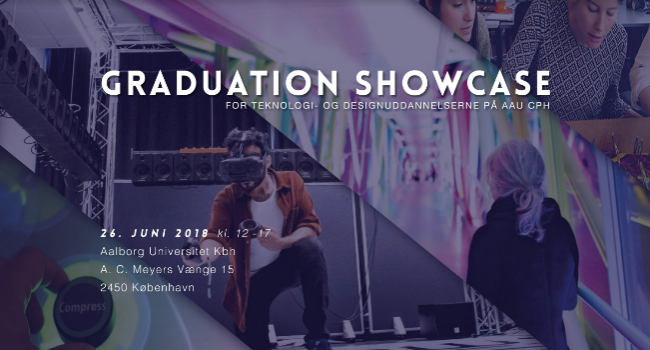 GRADUATION SHOWCASE
FOR TEKNOLOGI- OG DESIGNUDDANNELSERNE PÅ AAU CPH
26. JUNI 2018 kl. 12 -17
Aalborg Universitet Kbh
A. C. Meyers Vænge 15
2450 København
Compress